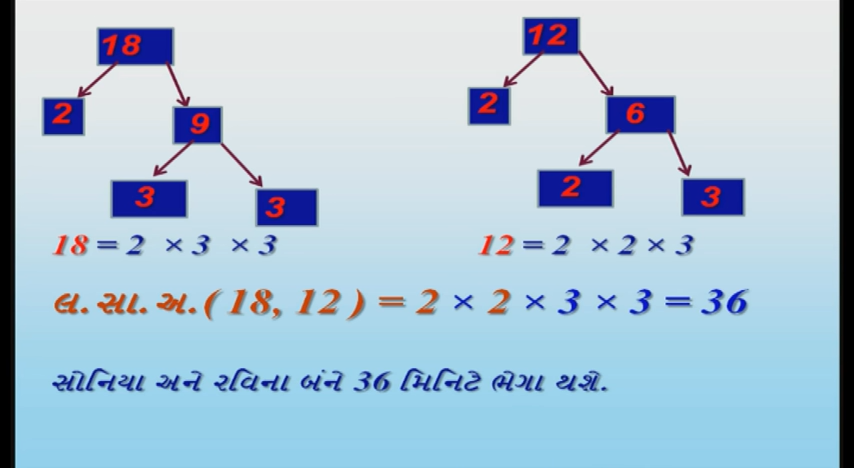 18
12
2
9
2
6
3
3
2
3
18 = 2 × 3 × 3
12 = 2 × 2 × 3
લ. સા. અ. ( 18, 12 ) = 2 × 2 × 3 × 3 = 36
સોનિયા અને રવિના બંને 36 મિનિટે ભેગા થશે.